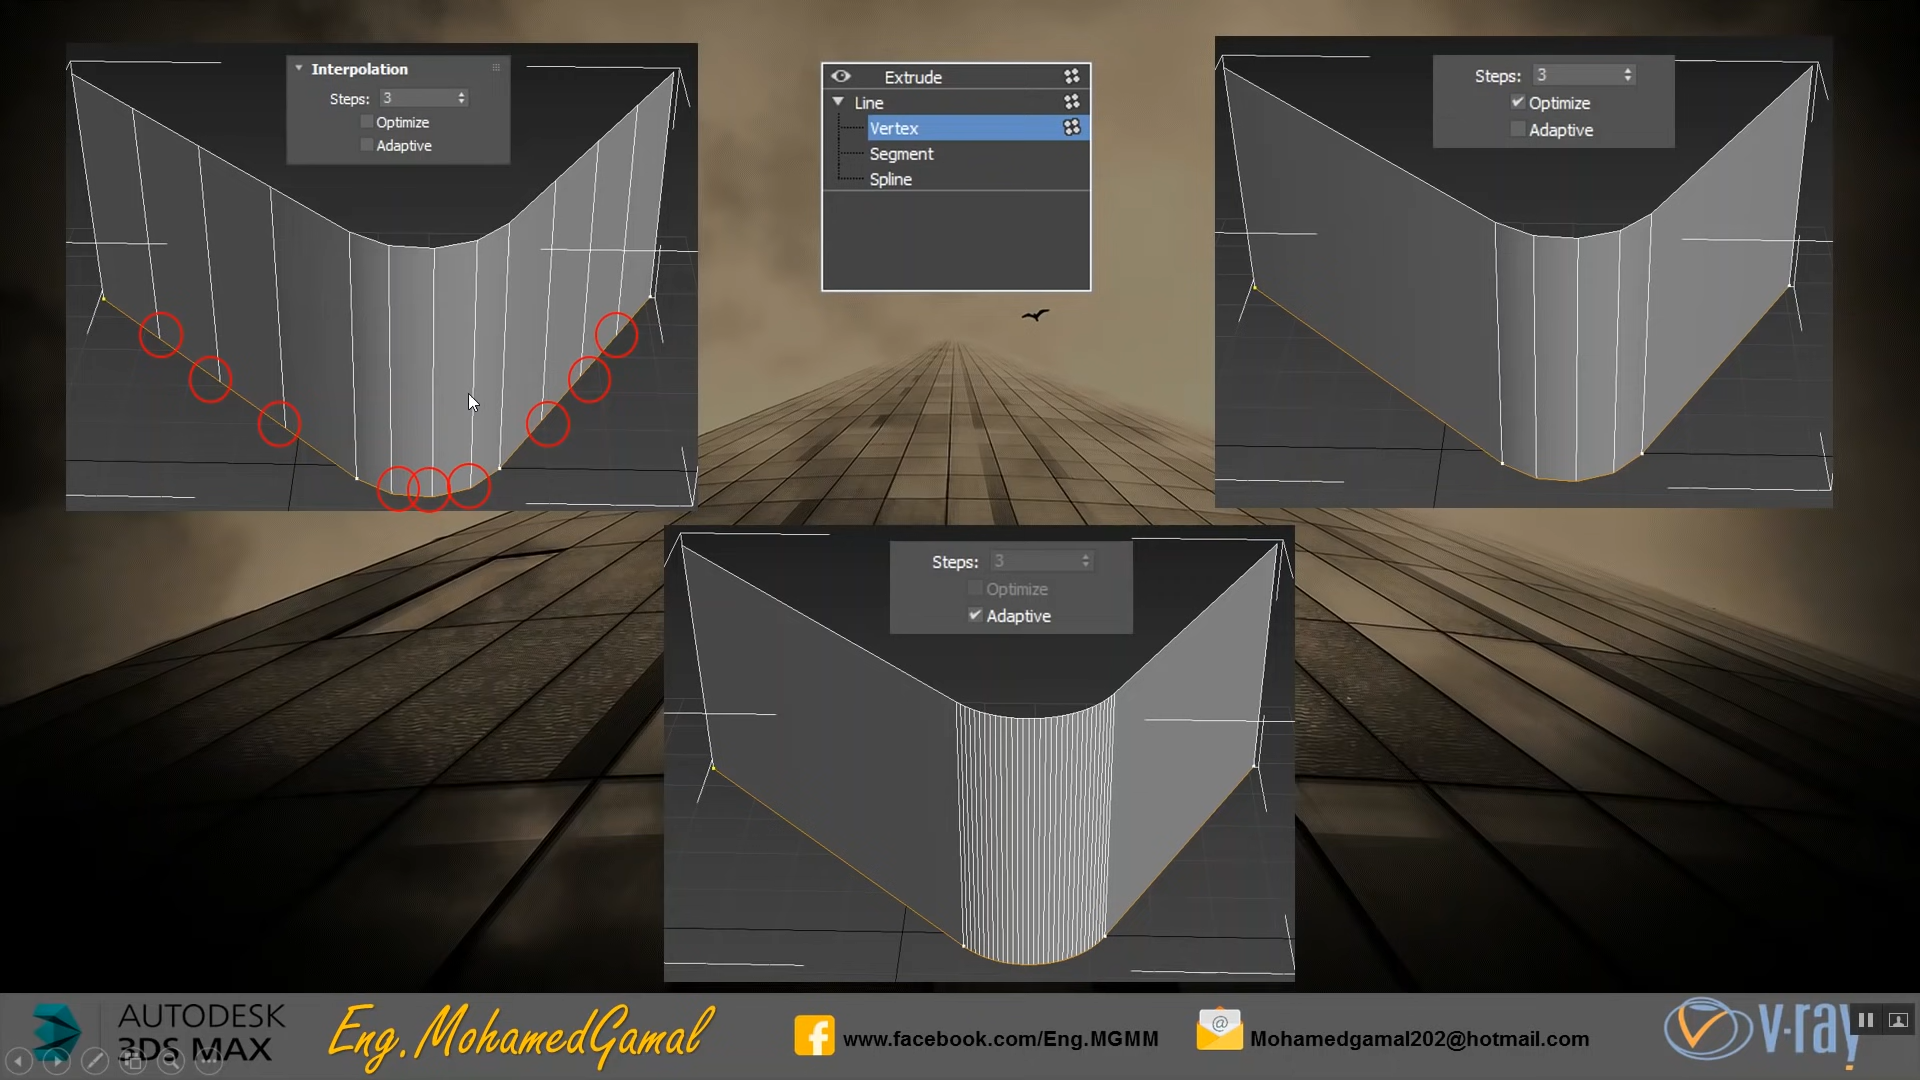 Interpolation
Steps: 3
Optimize
Adaptive
Extrude
Line
Vertex
Segment
Spline
Steps: 3
Optimize
Adaptive
Steps: 3
Optimize
Adaptive
AUTODESK
3DS MAX
Eng.MohamedGamal
www.facebook.com/Eng.MGMM
@
Mohamedgamal202@hotmail.com
v-ray